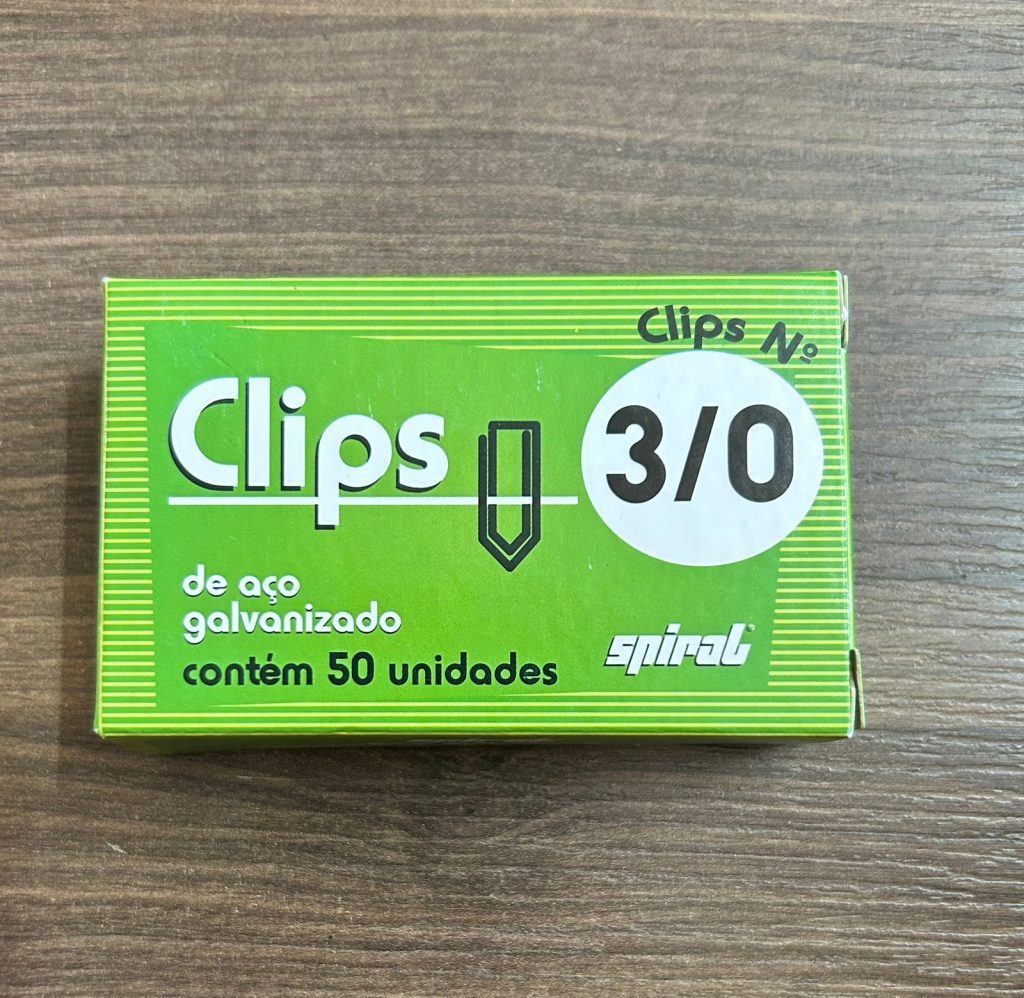 Clips Nº
3/0
Clips
de aço
galvanizado
contém 50 unidades
spiral®